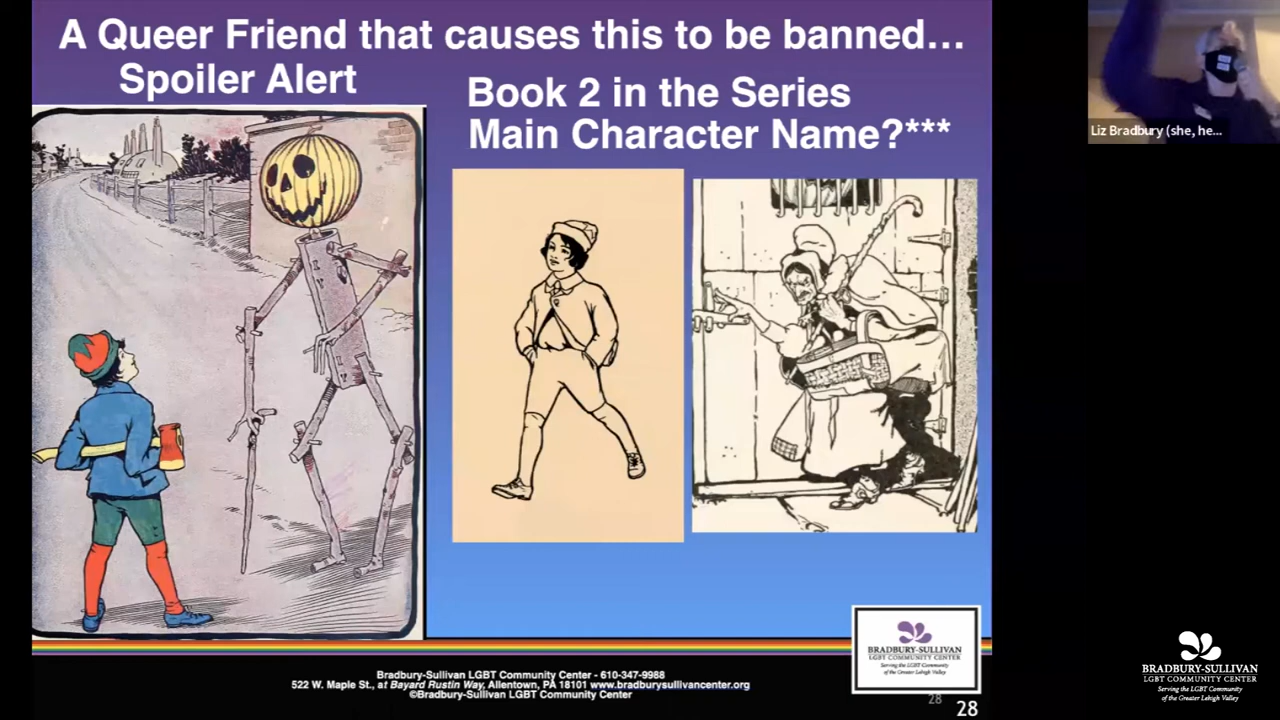 A Queer Friend that causes this to be banned…
Spoiler Alert
Book 2 in the Series
Main Character Name?***
Liz Bradbury (she, he...
BRADBURY-SULLIVAN
LGBT COMMUNITY CENTER
Serving the LGBT Community
of the Greater Lehigh Valley
Bradbury-Sullivan LGBT Community Center - 610-347-9988
522 W. Maple St., at Bayard Rustin Way, Allentown, PA 18101 www.bradburysullivancenter.org
©Bradbury-Sullivan LGBT Community Center
28
28
BRADBURY-SULLIVAN
LGBT COMMUNITY CENTER
Serving the LGBT Community
of the Greater Lehigh Valley